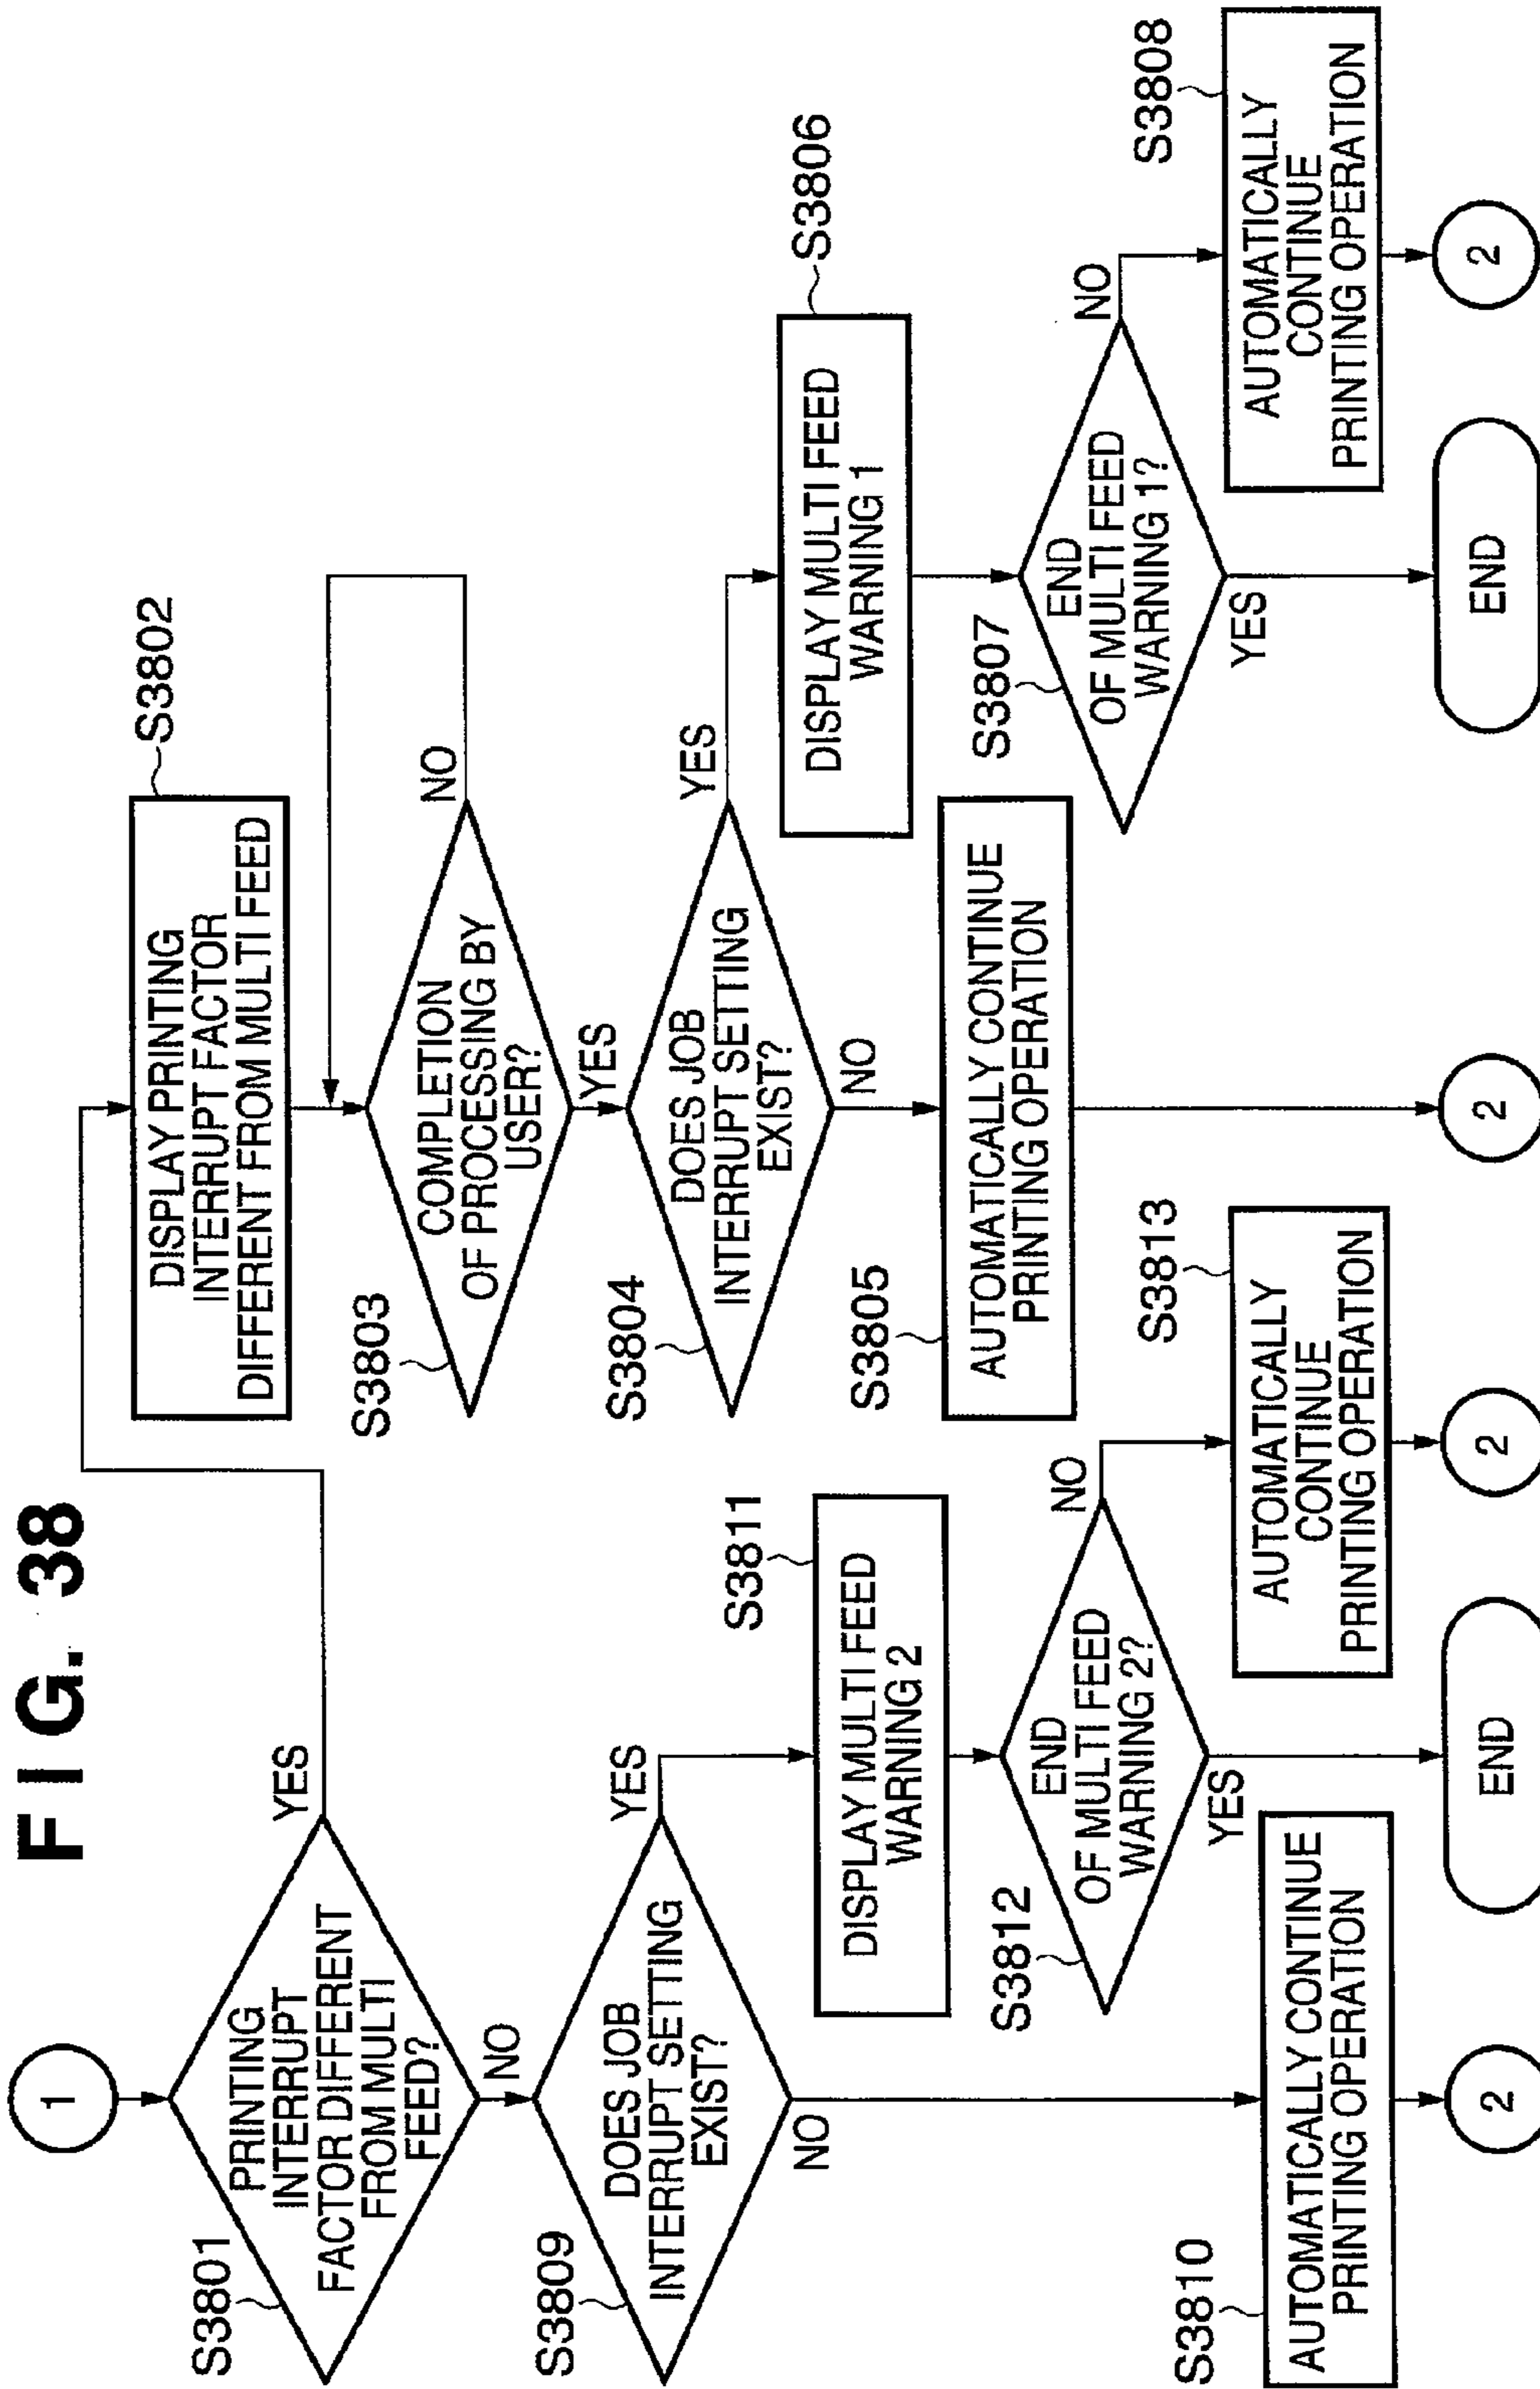 FIG. 38
1
S3801
PRINTING
INTERRUPT
FACTOR DIFFERENT
FROM MULTI
FEED?
YES
NO
S3802
DISPLAY PRINTING
INTERRUPT FACTOR
DIFFERENT FROM MULTI FEED
S3803
COMPLETION
OF PROCESSING BY
USER?
NO
YES
S3804
DOES JOB
INTERRUPT SETTING
EXIST?
YES
NO
S3805
AUTOMATICALLY CONTINUE
PRINTING OPERATION
2
S3806
DISPLAY MULTI FEED
WARNING 1
S3807
END
OF MULTI FEED
WARNING 1?
NO
YES
END
S3808
AUTOMATICALLY
CONTINUE
PRINTING OPERATION
2
S3809
DOES JOB
INTERRUPT SETTING
EXIST?
YES
NO
S3810
AUTOMATICALLY CONTINUE
PRINTING OPERATION
2
S3811
DISPLAY MULTI FEED
WARNING 2
S3812
END
OF MULTI FEED
WARNING 2?
NO
YES
END
S3813
AUTOMATICALLY
CONTINUE
PRINTING OPERATION
2